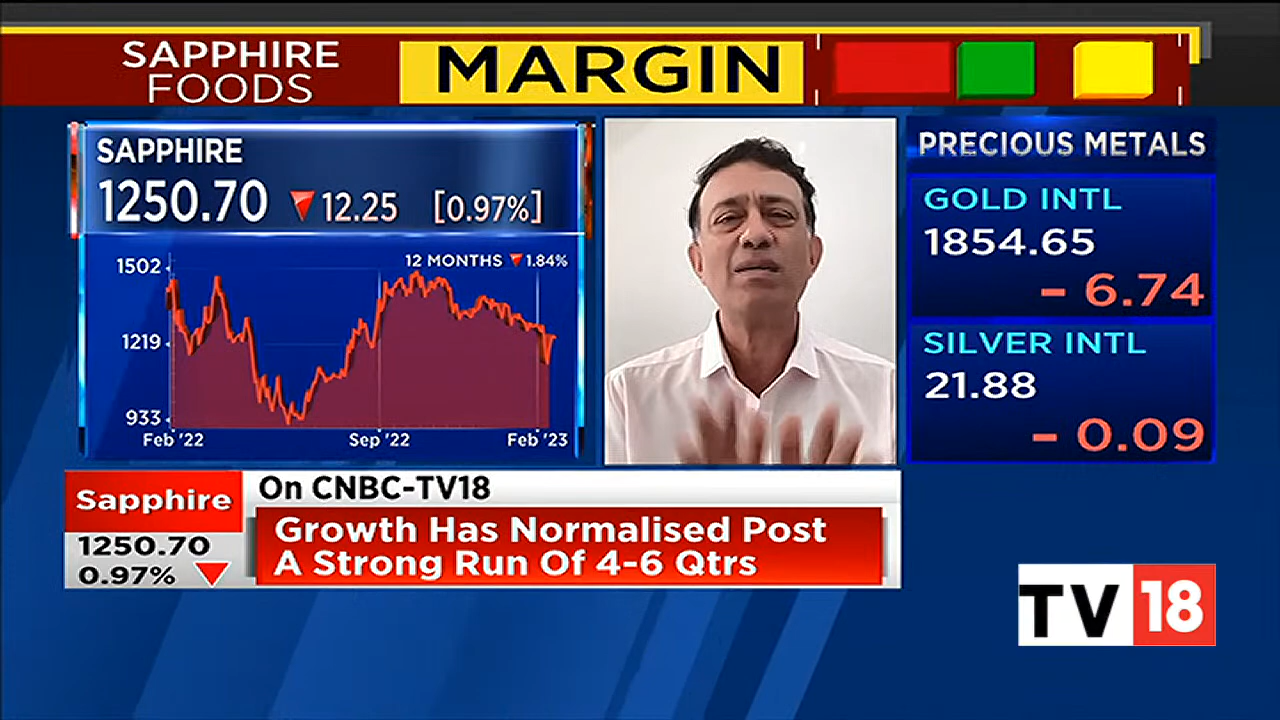 SAPPHIRE
FOODS
MARGIN
SAPPHIRE
1250.70 ▼12.25 [0.97%]
12 MONTHS ▼1.84%
1502
1219
933
Feb '22 Sep '22 Feb '23
PRECIOUS METALS
GOLD INTL
1854.65
- 6.74
SILVER INTL
21.88
- 0.09
Sapphire
1250.70
0.97% ▼
On CNBC-TV18
Growth Has Normalised Post
A Strong Run Of 4-6 Qtrs
TV18